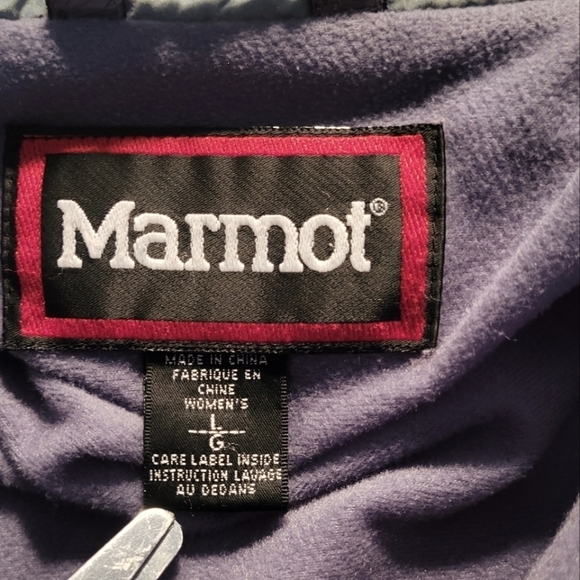 Marmot®
MADE IN CHINA
FABRIQUE EN
CHINE
WOMEN'S
L
G
CARE LABEL INSIDE
INSTRUCTION LAVAGE
AU DEDANS